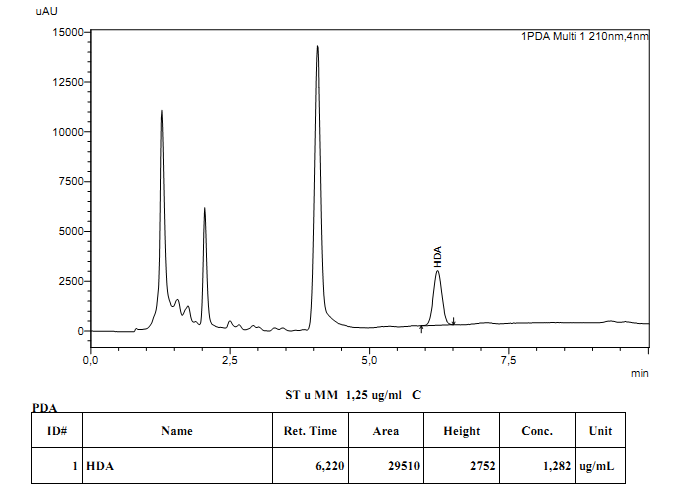 uAU
15000
1PDA Multi 1 210nm,4nm
12500
10000
7500
5000
HDA
2500
0
0,0 2,5 5,0 7,5
min
ST u MM 1,25 ug/ml C
PDA
ID# Name Ret. Time Area Height Conc. Unit
1 HDA 6,220 29510 2752 1,282 ug/mL